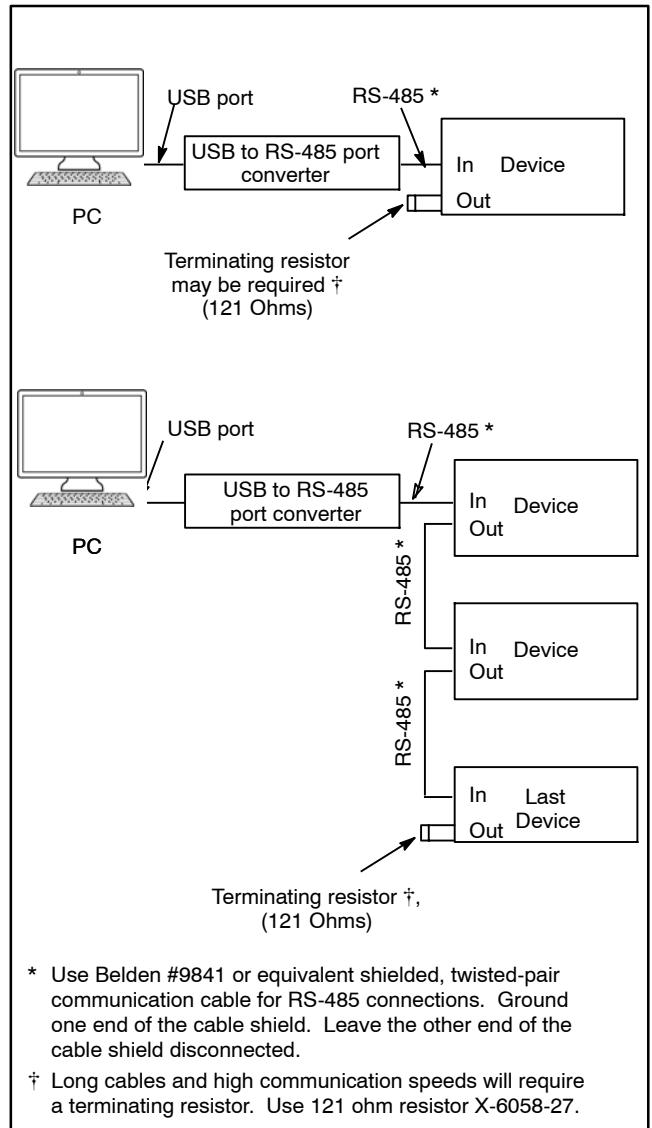 USB port
RS-485 *
USB to RS-485 port
converter
In Device
Out
PC
Terminating resistor
may be required †
(121 Ohms)
USB port
RS-485 *
USB to RS-485
port converter
In Device
Out
PC
RS-485 *
In Device
Out
RS-485 *
In Last
Out Device
Terminating resistor †,
(121 Ohms)
* Use Belden #9841 or equivalent shielded, twisted-pair
communication cable for RS-485 connections. Ground
one end of the cable shield. Leave the other end of the
cable shield disconnected.
† Long cables and high communication speeds will require
a terminating resistor. Use 121 ohm resistor X-6058-27.